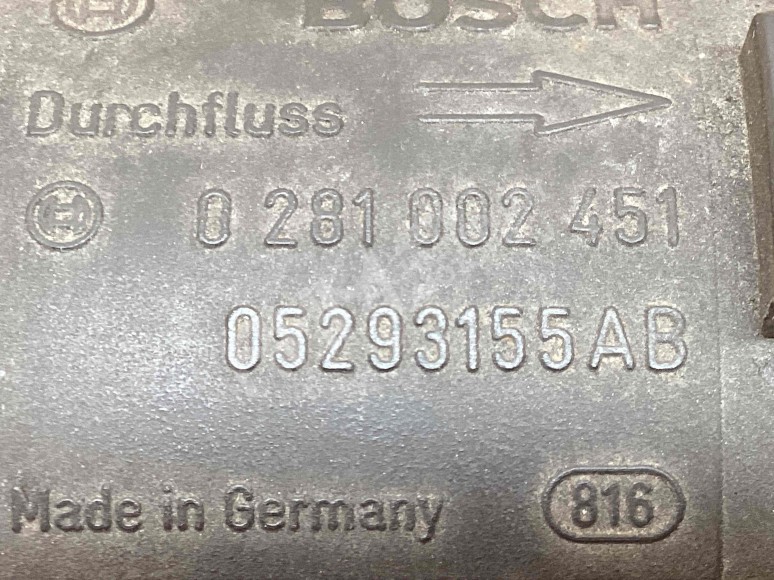 BOSCH
Durchfluss
0 281 002 451
05293155AB
Made in Germany 816